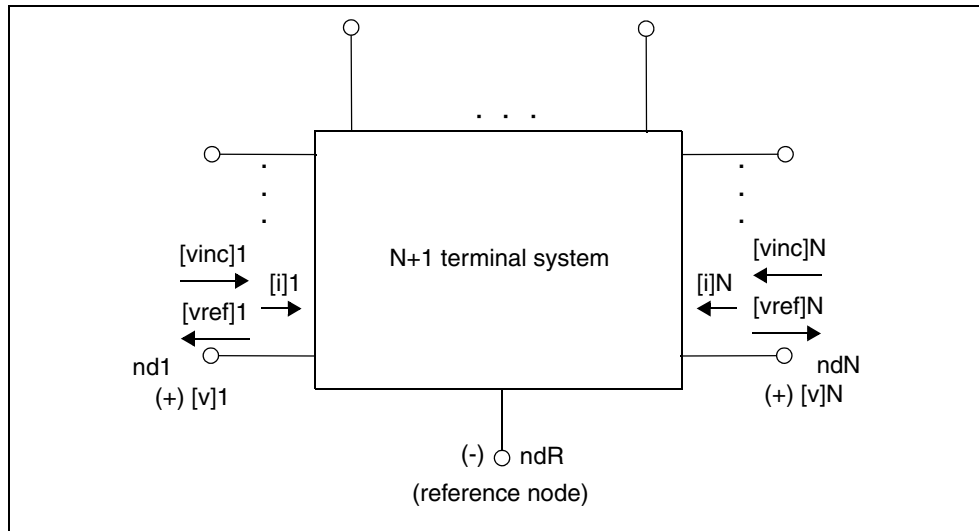 . . .
.
.
.
.
.
.
[vinc]1
[i]1
[vref]1
nd1
(+) [v]1
N+1 terminal system
[vinc]N
[i]N
[vref]N
ndN
(+) [v]N
(-) ndR
(reference node)